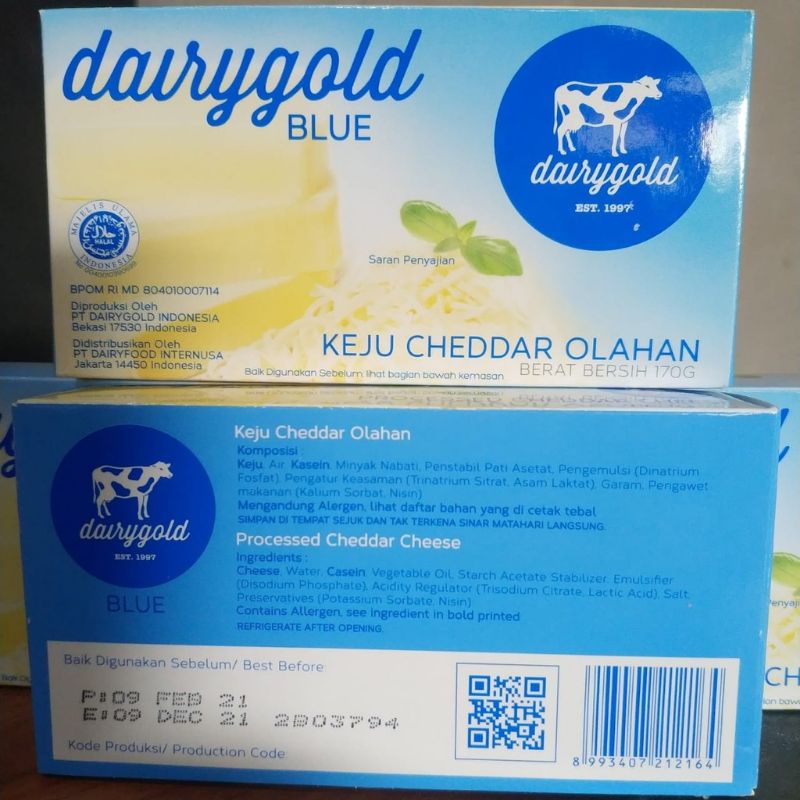 dairygold
BLUE
dairygold
EST. 1997
MAJELIS ULAMA
HALAL
INDONESIA
Saran Penyajian
BPOM RI MD 804010007114
Diproduksi Oleh
PT DAIRYGOLD INDONESIA
Bekasi 17530 Indonesia
Didistribusikan Oleh
PT DAIRYFOOD INTERNUSA
Jakarta 14450 Indonesia
KEJU CHEDDAR OLAHAN
BERAT BERSIH 170G
Baik Digunakan Sebelum, lihat bagian bawah kemasan
dairygold
EST. 1997
BLUE
Keju Cheddar Olahan
Komposisi :
Keju, Air, Kasein, Minyak Nabati, Penstabil Pati Asetat, Pengemulsi (Dinatrium
Fosfat), Pengatur Keasaman (Trinatrium Sitrat, Asam Laktat), Garam, Pengawet
makanan (Kalium Sorbat, Nisin)
Mengandung Alergen, lihat daftar bahan yang di cetak tebal
SIMPAN DI TEMPAT SEJUK DAN TAK TERKENA SINAR MATAHARI LANGSUNG.
Processed Cheddar Cheese
Ingredients :
Cheese, Water, Casein, Vegetable Oil, Starch Acetate Stabilizer, Emulsifier
(Disodium Phosphate), Acidity Regulator (Trisodium Citrate, Lactic Acid), Salt,
Preservatives (Potassium Sorbate, Nisin)
Contains Allergen, see ingredient in bold printed
REFRIGERATE AFTER OPENING.
Baik Digunakan Sebelum/ Best Before
P:09 FEB 21
E:09 DEC 21 2B03794
Kode Produksi/ Production Code:
8 993407 212164